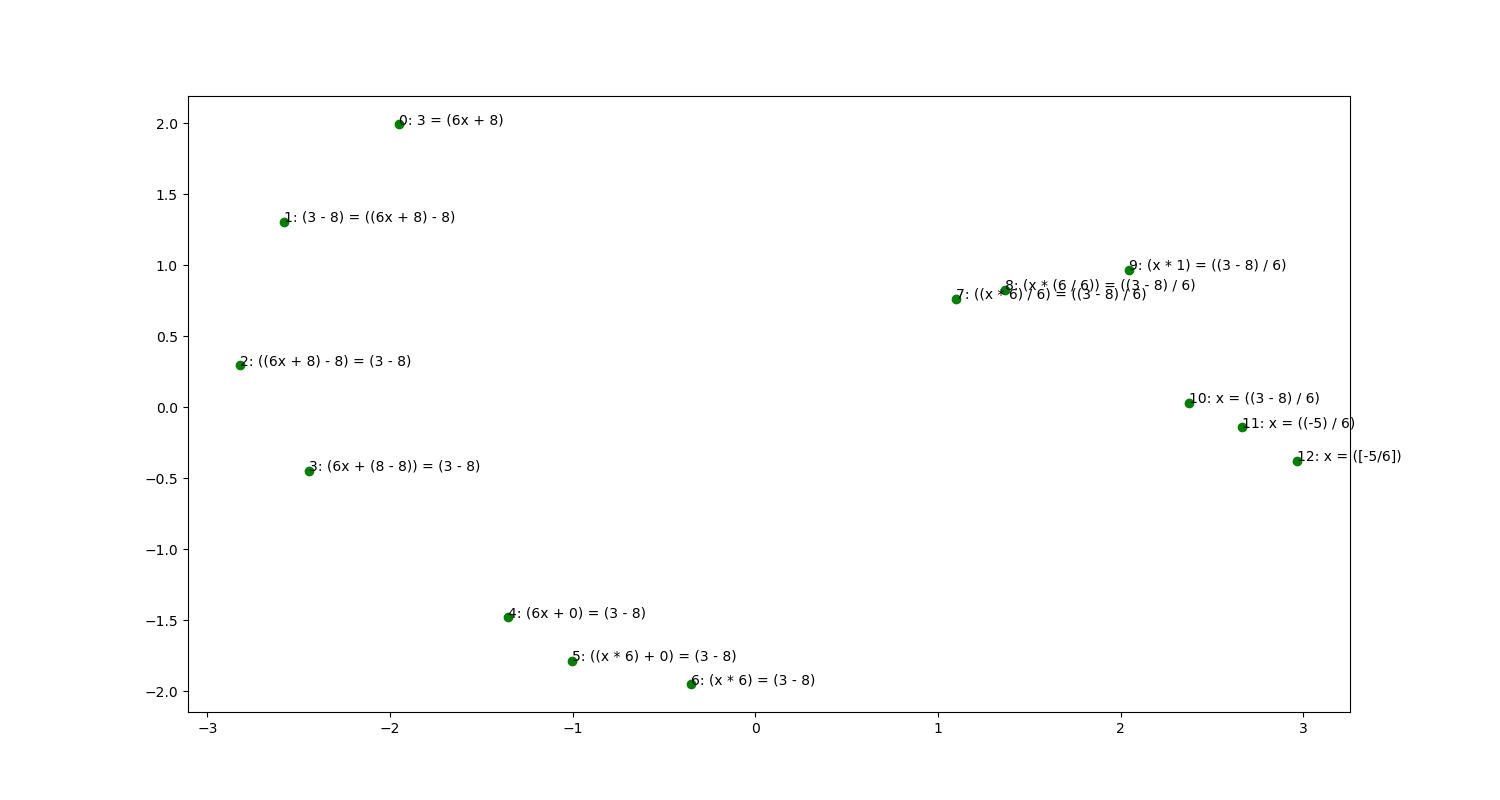 2.0
1.5
1.0
0.5
0.0
−0.5
−1.0
−1.5
−2.0
0: 3 = (6x + 8)
1: (3 - 8) = ((6x + 8) - 8)
2: ((6x + 8) - 8) = (3 - 8)
3: (6x + (8 - 8)) = (3 - 8)
4: (6x + 0) = (3 - 8)
5: ((x * 6) + 0) = (3 - 8)
6: (x * 6) = (3 - 8)
9: (x * 1) = ((3 - 8) / 6)
8: (x * (6 / 6)) = ((3 - 8) / 6)
7: ((x * 6) / 6) = ((3 - 8) / 6)
10: x = ((3 - 8) / 6)
11: x = ((-5) / 6)
12: x = ([-5/6])
−3
−2
−1
0
1
2
3